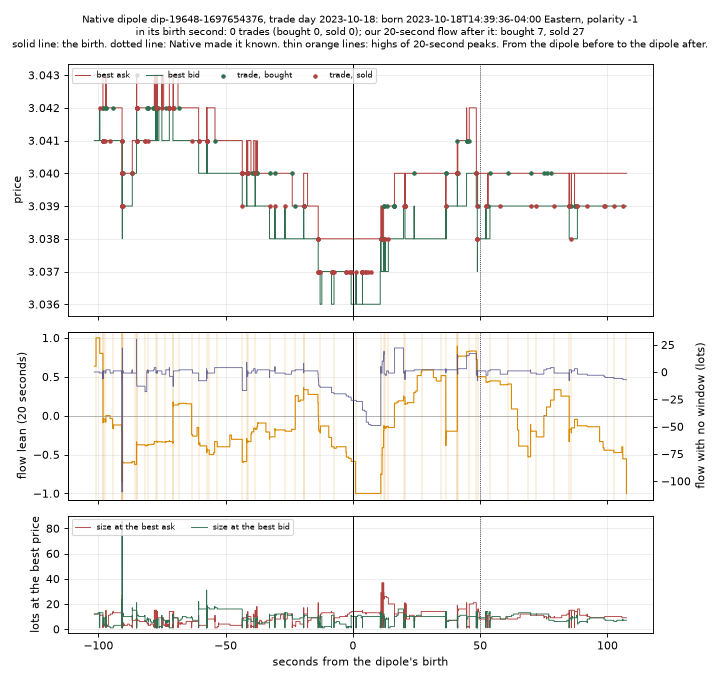 Native dipole dip-19648-1697654376, trade day 2023-10-18: born 2023-10-18T14:39:36-04:00 Eastern, polarity -1
in its birth second: 0 trades (bought 0, sold 0); our 20-second flow after it: bought 7, sold 27
solid line: the birth. dotted line: Native made it known. thin orange lines: highs of 20-second peaks. From the dipole before to the dipole after.
best ask best bid trade, bought trade, sold
3.043
3.042
3.041
3.040
3.039
3.038
3.037
3.036
price
1.0
0.5
0.0
−0.5
−1.0
flow lean (20 seconds)
25
0
−25
−50
−75
−100
flow with no window (lots)
size at the best ask size at the best bid
80
60
40
20
0
lots at the best price
−100 −50 0 50 100
seconds from the dipole's birth